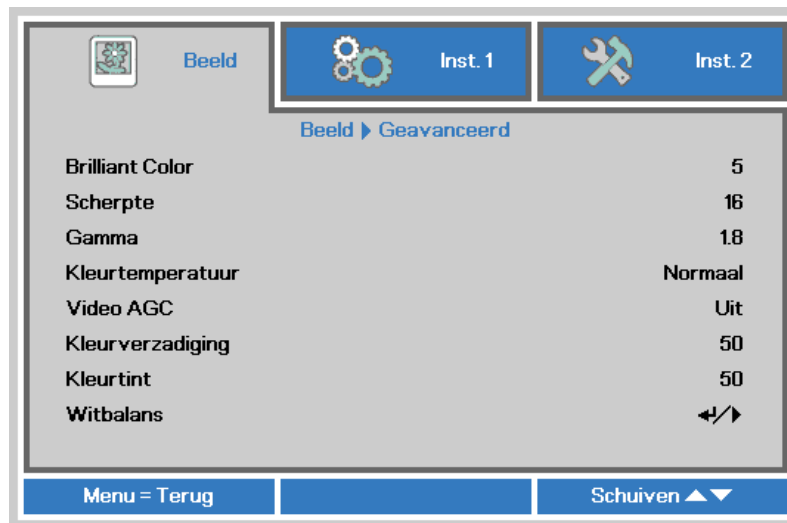 Beeld
Inst. 1
Inst. 2
Beeld ▶ Geavanceerd
Brilliant Color 5
Scherpte 16
Gamma 1.8
Kleurtemperatuur Normaal
Video AGC Uit
Kleurverzadiging 50
Kleurtint 50
Witbalans ↵/▶
Menu = Terug
Schuiven ▲▼